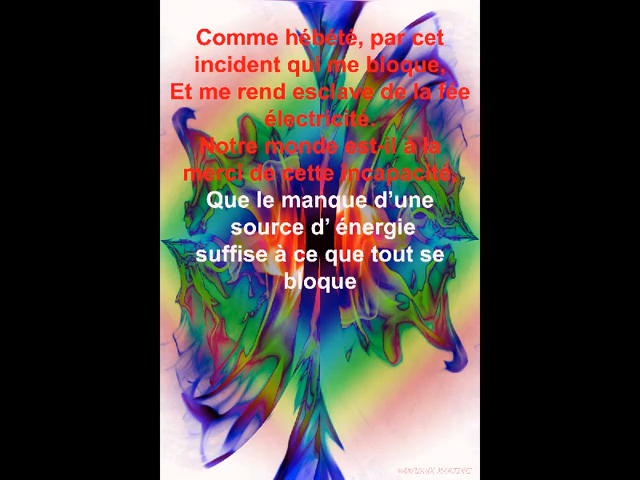 Comme hébété, par cet
incident qui me bloque,
Et me rend esclave de la fée
électricité.
Notre monde est-il à la
merci de cette incapacité,
Que le manque d’une
source d’ énergie
suffise à ce que tout se
bloque